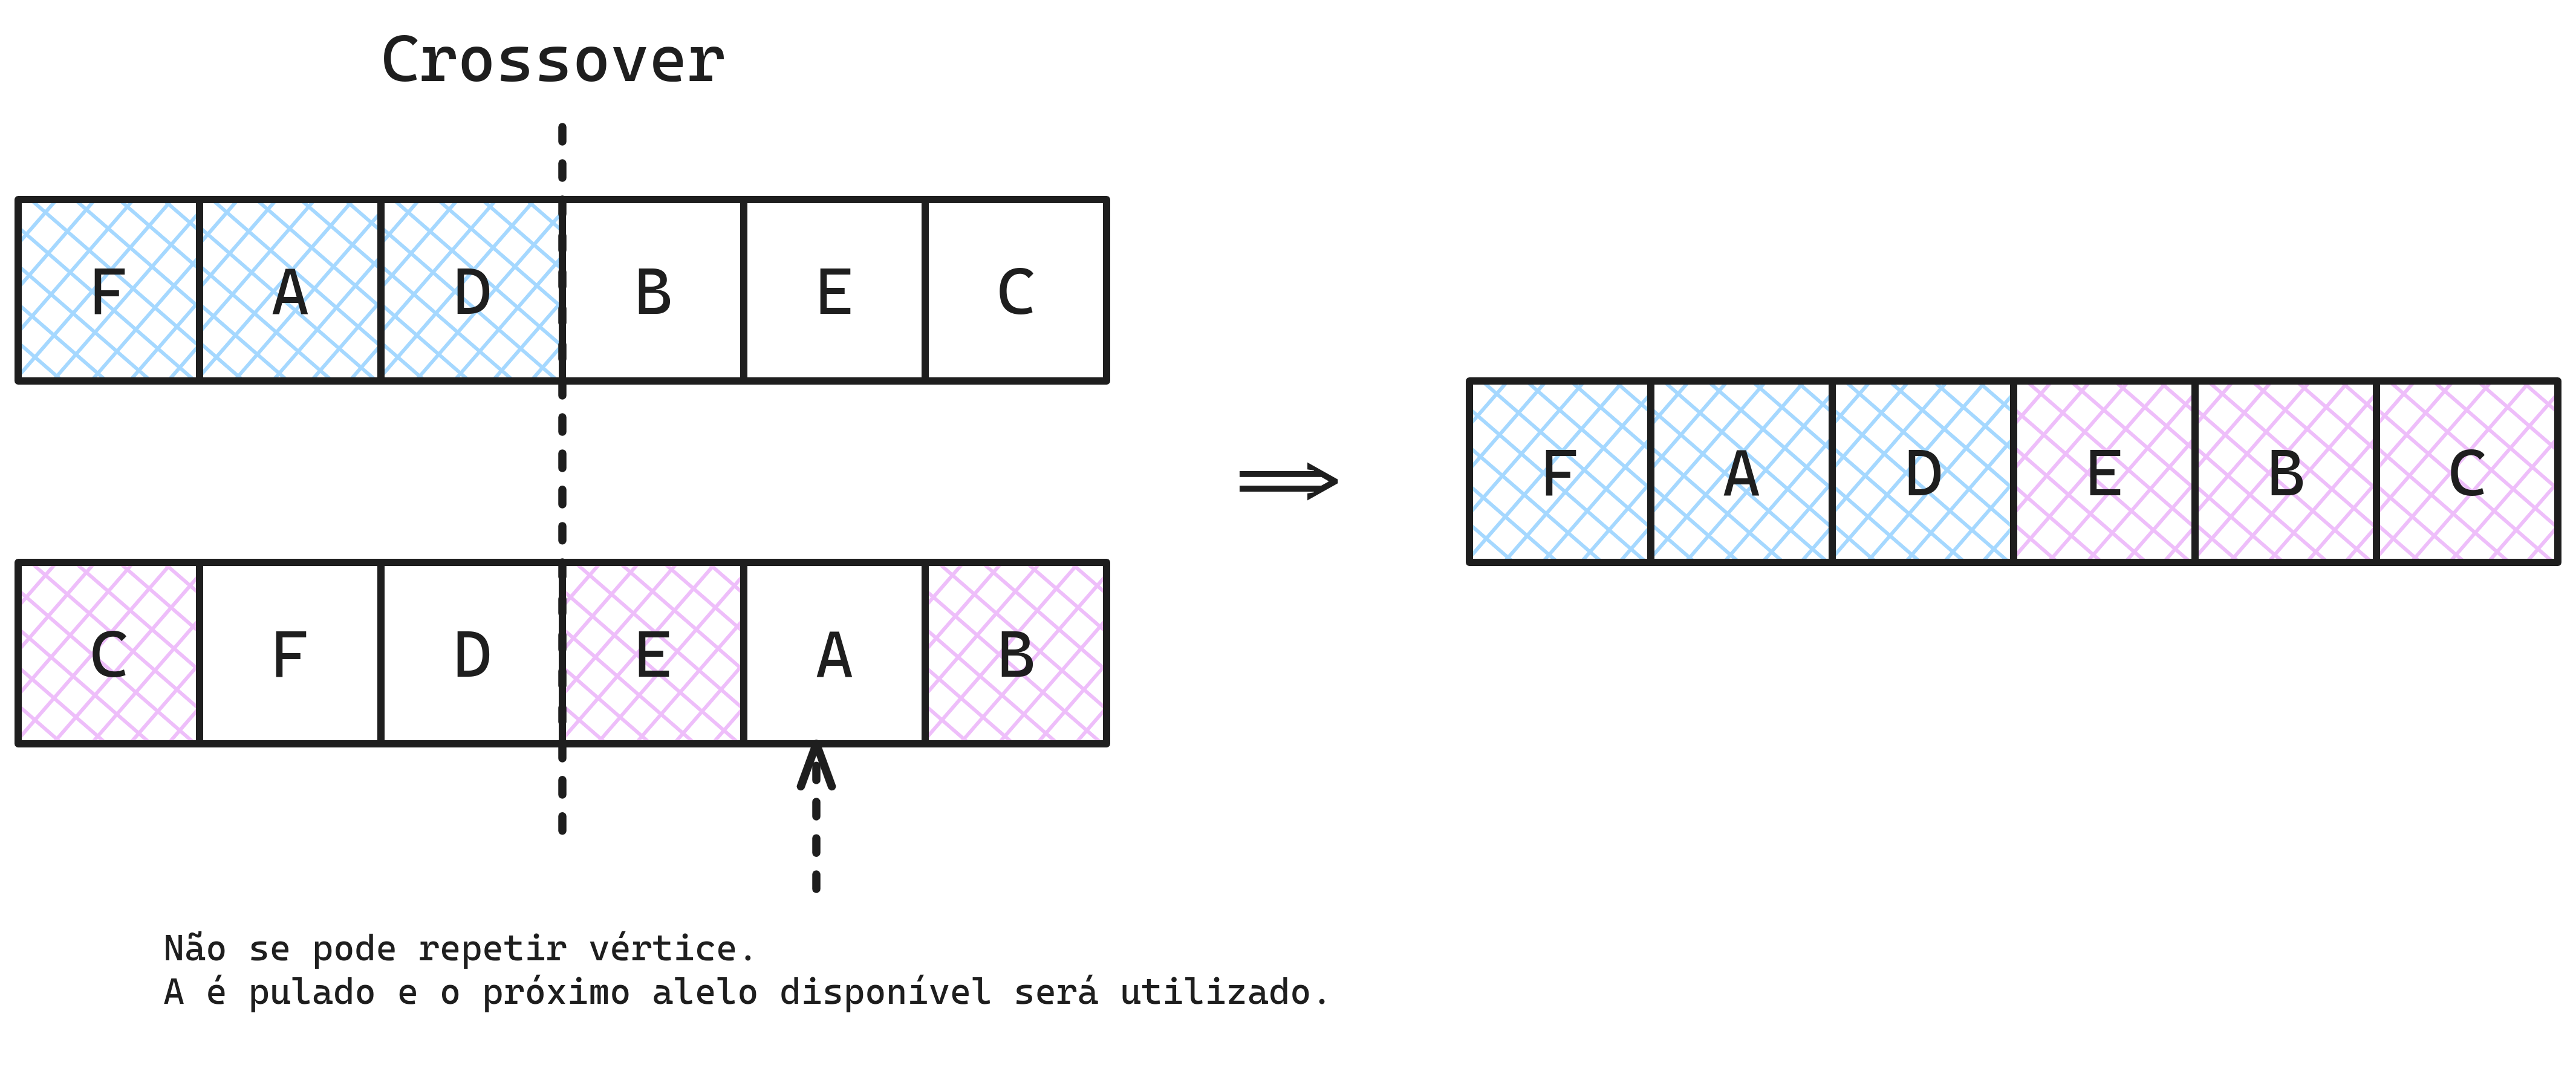 Crossover
F A D B E C
⇒
F A D E B C
C F D E A B
Não se pode repetir vértice.
A é pulado e o próximo alelo disponível será utilizado.